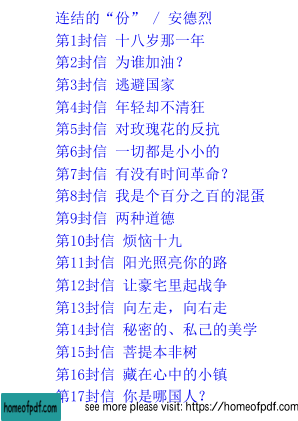 连结的“份” / 安德烈
第1封信 十八岁那一年
第2封信 为谁加油？
第3封信 逃避国家
第4封信 年轻却不清狂
第5封信 对玫瑰花的反抗
第6封信 一切都是小小的
第7封信 有没有时间革命？
第8封信 我是个百分之百的混蛋
第9封信 两种道德
第10封信 烦恼十九
第11封信 阳光照亮你的路
第12封信 让豪宅里起战争
第13封信 向左走，向右走
第14封信 秘密的、私己的美学
第15封信 菩提本非树
第16封信 藏在心中的小镇
第17封信 你是哪国人？
homeofpdf.com
see more please visit: https://homeofpdf.com